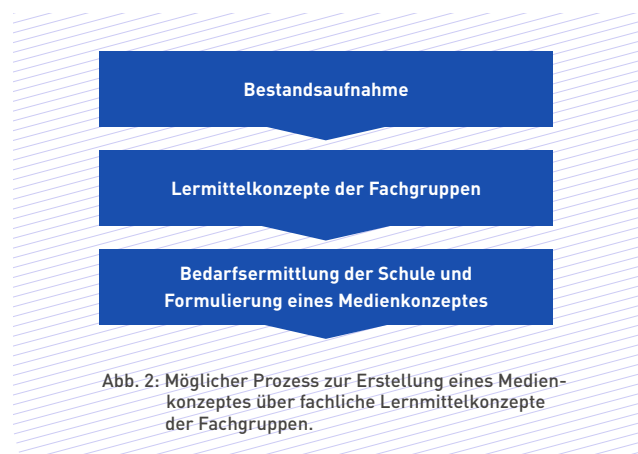 Bestandsaufnahme
Lermittelkonzepte der Fachgruppen
Bedarfsermittlung der Schule und
Formulierung eines Medienkonzeptes
Abb. 2: Möglicher Prozess zur Erstellung eines Medien-
konzeptes über fachliche Lernmittelkonzepte
der Fachgruppen.